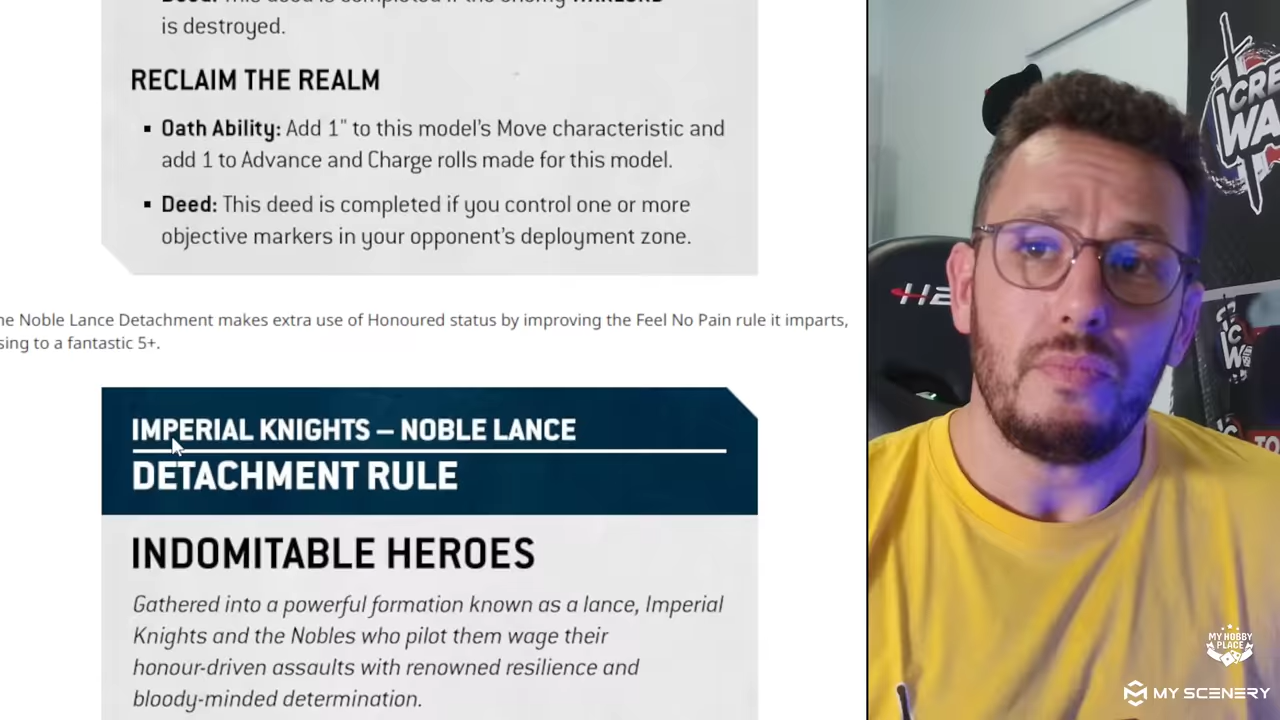 is destroyed.
RECLAIM THE REALM
▪ Oath Ability: Add 1" to this model's Move characteristic and
add 1 to Advance and Charge rolls made for this model.
▪ Deed: This deed is completed if you control one or more
objective markers in your opponent's deployment zone.
Noble Lance Detachment makes extra use of Honoured status by improving the Feel No Pain rule it imparts,
to a fantastic 5+.
IMPERIAL KNIGHTS – NOBLE LANCE
DETACHMENT RULE
INDOMITABLE HEROES
Gathered into a powerful formation known as a lance, Imperial
Knights and the Nobles who pilot them wage their
honour-driven assaults with renowned resilience and
bloody-minded determination.
MY HOBBY
PLACE
MY SCENERY